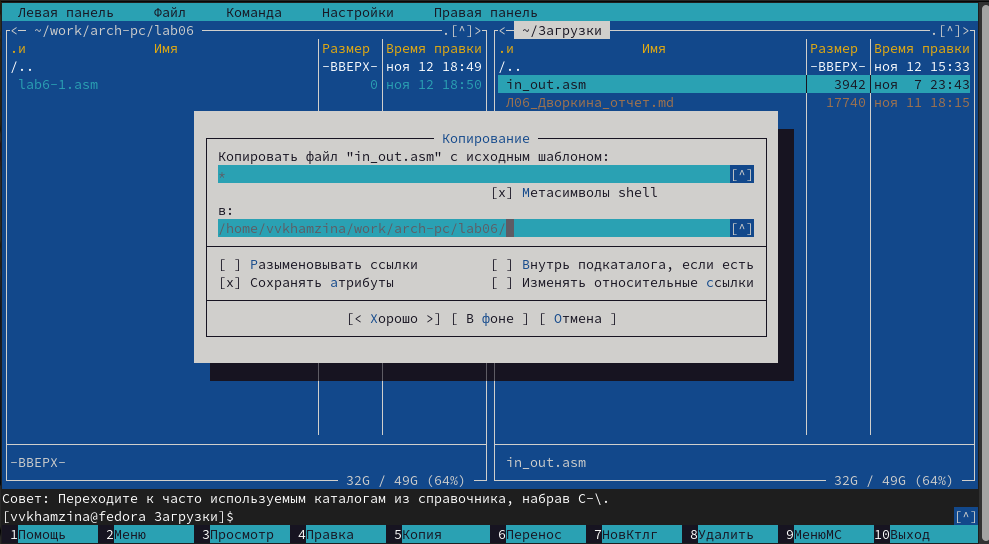 Левая панель Файл Команда Настройки Правая панель
<─ ~/work/arch-pc/lab06 .[^]> <─ ~/Загрузки .[^]>
.и Имя Размер Время правки .и Имя Размер Время правки
/.. -ВВЕРХ- ноя 12 18:49 /.. -ВВЕРХ- ноя 12 15:33
lab6-1.asm 0 ноя 12 18:50 in_out.asm 3942 ноя 7 23:43
Л06_Дворкина_отчет.md 17740 ноя 11 18:15
Копирование
Копировать файл "in_out.asm" с исходным шаблоном:
* [^]
[x] Метасимволы shell
в:
/home/vvkhamzina/work/arch-pc/lab06/ [^]
[ ] Разыменовывать ссылки [ ] Внутрь подкаталога, если есть
[x] Сохранять атрибуты [ ] Изменять относительные ссылки
[< Хорошо >] [ В фоне ] [ Отмена ]
-ВВЕРХ- in_out.asm
32G / 49G (64%) 32G / 49G (64%)
Совет: Переходите к часто используемым каталогам из справочника, набрав C-\.
[vvkhamzina@fedora Загрузки]$ [^]
1Помощь 2Меню 3Просмотр 4Правка 5Копия 6Перенос 7НовКтлг 8Удалить 9МенюMC 10Выход